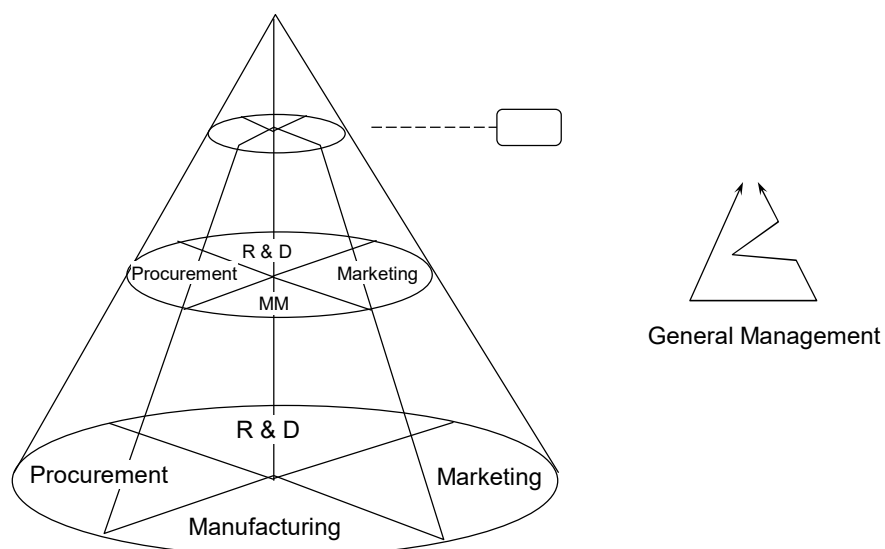 R & D
Procurement
Marketing
MM
General Management
R & D
Procurement
Marketing
Manufacturing